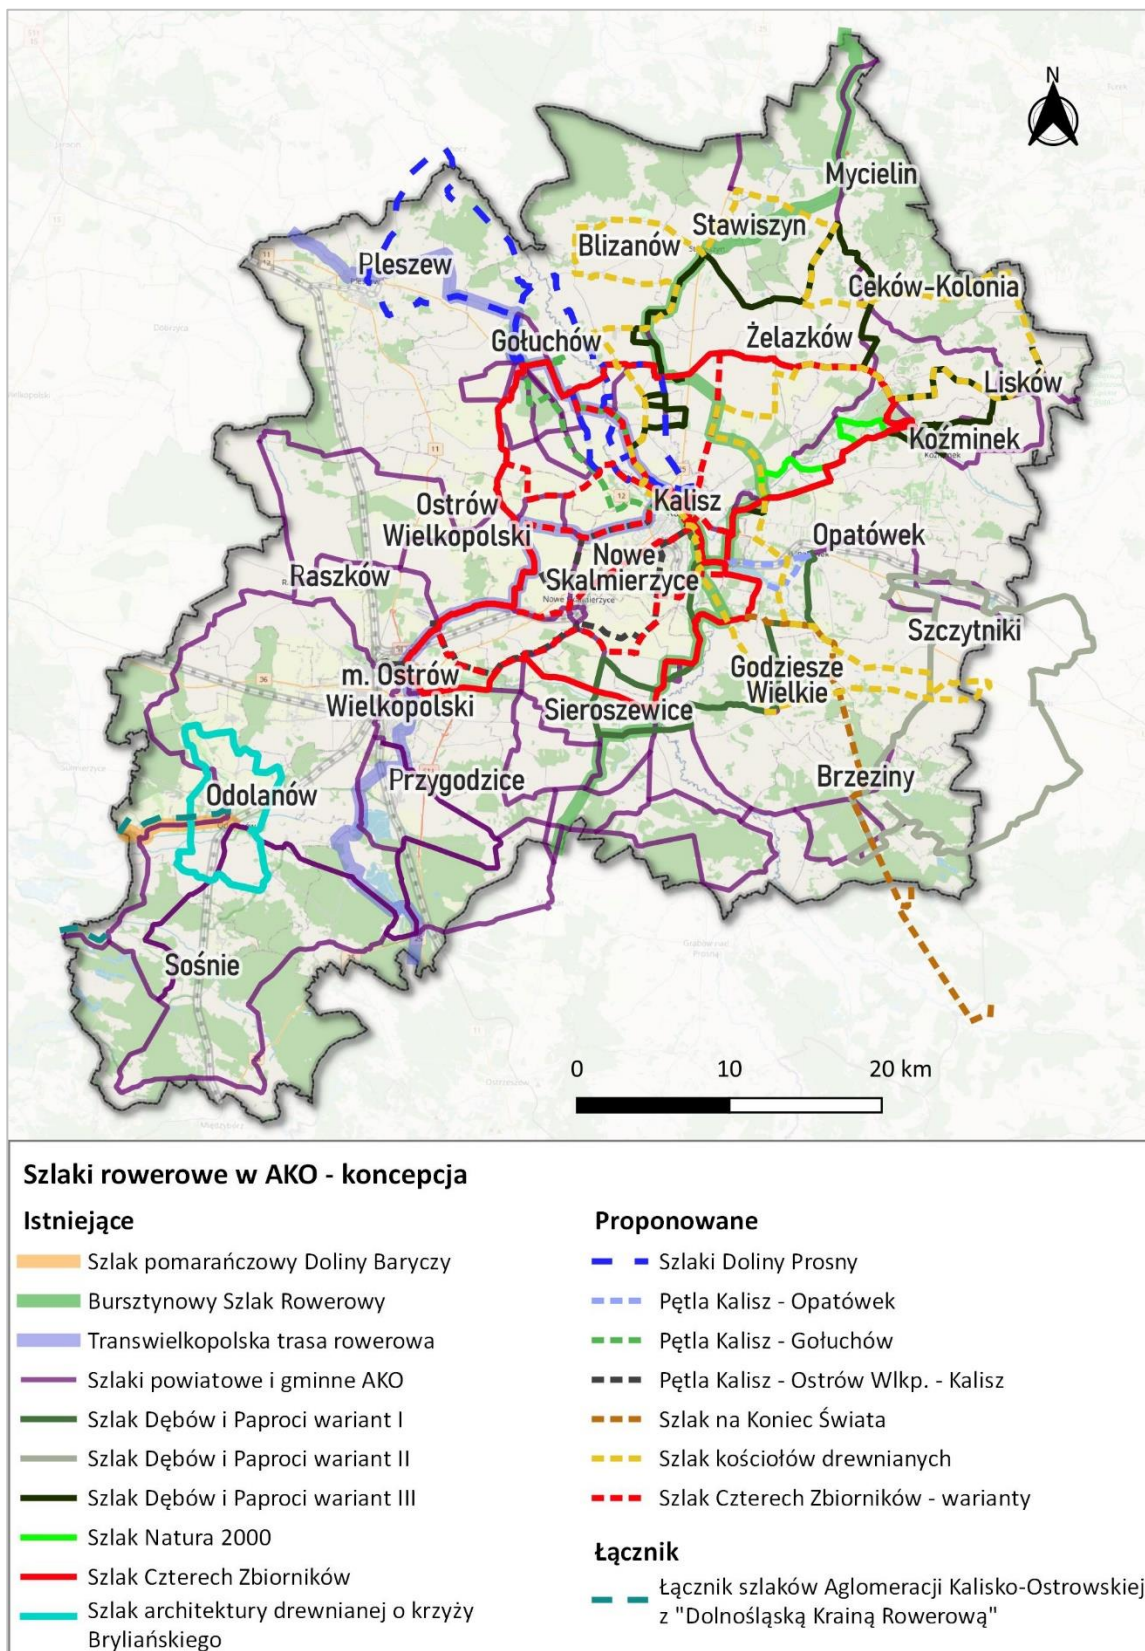 N
Mycielin
Stawiszyn
Blizanów
Pleszew
Ceków-Kolonia
Gołuchów
Żelazków
Lisków
Koźminek
Kalisz
Ostrów
Wielkopolski
Opatówek
Nowe
Skalmierzyce
Nowe Skalmierzyce
Raszków
Szczytniki
m. Ostrów
Wielkopolski
Godziesze
Wielkie
Sieroszewice
Przygodzice
Brzeziny
Odolanów
Sośnie
0 10 20 km
Szlaki rowerowe w AKO - koncepcja
Istniejące
Szlak pomarańczowy Doliny Baryczy
Bursztynowy Szlak Rowerowy
Transwielkopolska trasa rowerowa
Szlaki powiatowe i gminne AKO
Szlak Dębów i Paproci wariant I
Szlak Dębów i Paproci wariant II
Szlak Dębów i Paproci wariant III
Szlak Natura 2000
Szlak Czterech Zbiorników
Szlak architektury drewnianej o krzyży
Bryliańskiego
Proponowane
Szlaki Doliny Prosny
Pętla Kalisz - Opatówek
Pętla Kalisz - Gołuchów
Pętla Kalisz - Ostrów Wlkp. - Kalisz
Szlak na Koniec Świata
Szlak kościołów drewnianych
Szlak Czterech Zbiorników - warianty
Łącznik
Łącznik szlaków Aglomeracji Kalisko-Ostrowskiej
z "Dolnośląską Krainą Rowerową"